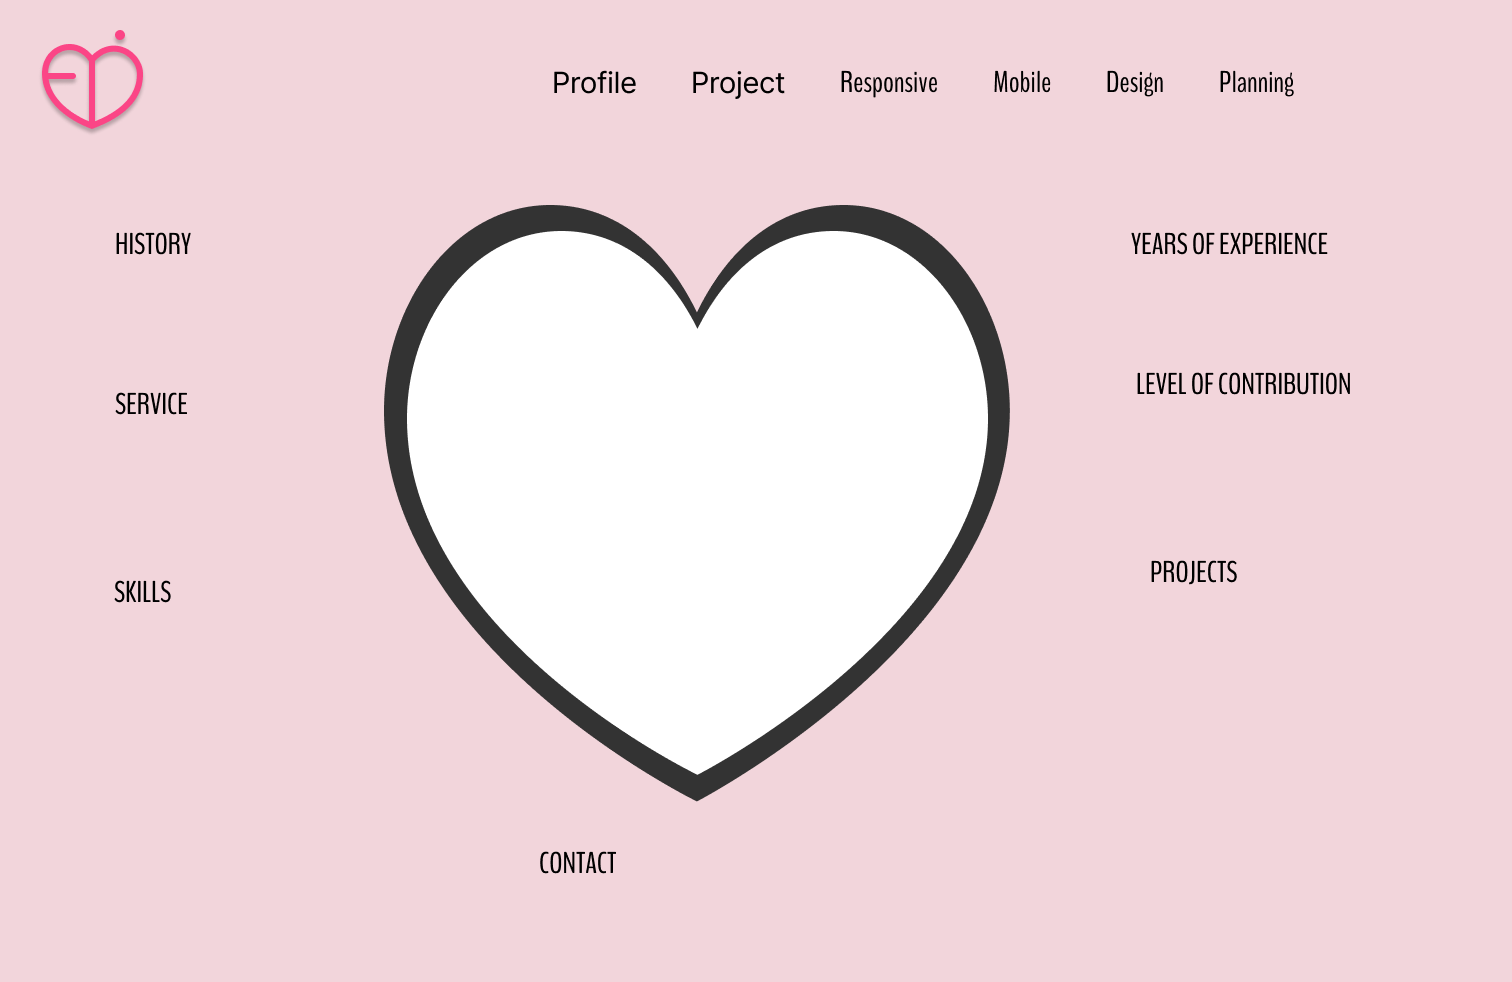 Profile Project Responsive Mobile Design Planning
HISTORY
YEARS OF EXPERIENCE
SERVICE
LEVEL OF CONTRIBUTION
SKILLS
PROJECTS
CONTACT